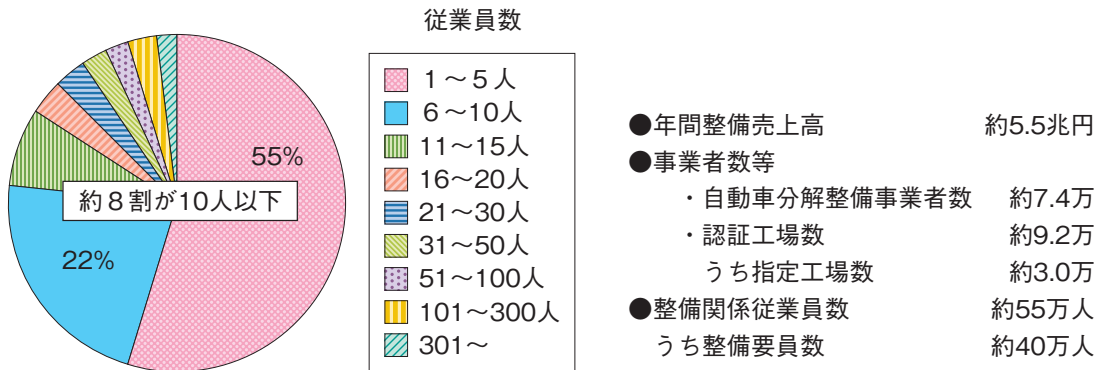 従業員数
55%
22%
約8割が10人以下
1～5人
6～10人
11～15人
16～20人
21～30人
31～50人
51～100人
101～300人
301～
●年間整備売上高 約5.5兆円
●事業者数等
・自動車分解整備事業者数 約7.4万
・認証工場数 約9.2万
うち指定工場数 約3.0万
●整備関係従業員数 約55万人
うち整備要員数 約40万人